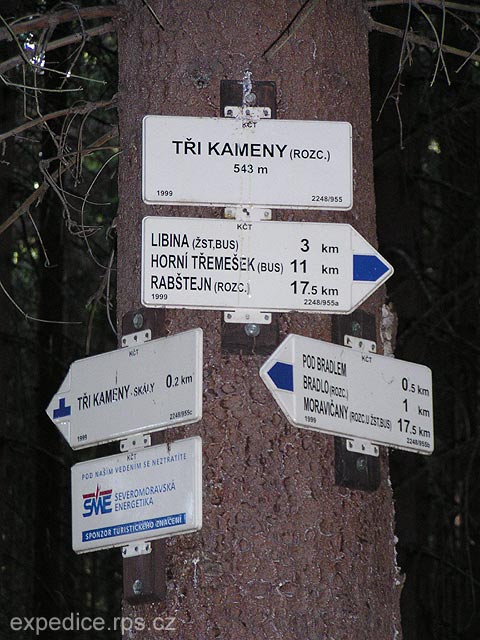 KČT
TŘI KAMENY (ROZC.)
543 m
1999 2248/955
KČT
LIBINA (ŽST,BUS) 3 km
HORNÍ TŘEMEŠEK (BUS) 11 km
RABŠTEJN (ROZC.) 17.5 km
1999 2248/955a
KČT
TŘI KAMENY - SKÁLY 0.2 km
1999 2248/955c
KČT
POD BRADLEM 0.5 km
BRADLO (ROZC.) 1 km
MORAVIČANY (ROZC.U ŽST,BUS) 17.5 km
1999 2248/955b
KČT
POD NAŠÍM VEDENÍM SE NEZTRATÍTE
SME SEVEROMORAVSKÁ
ENERGETIKA
SPONZOR TURISTICKÉHO ZNAČENÍ
expedice.rps.cz